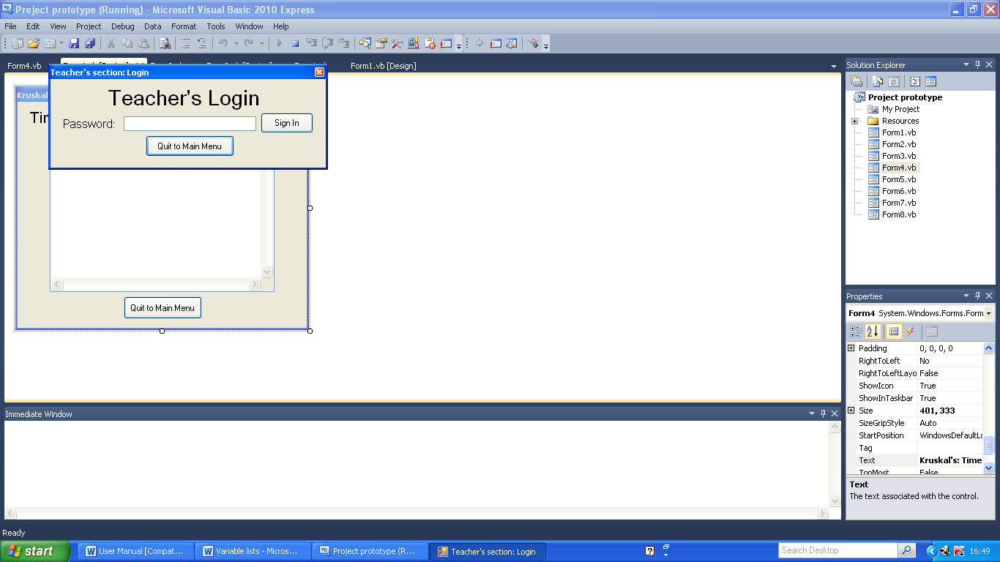 Project prototype (Running) - Microsoft Visual Basic 2010 Express
File Edit View Project Debug Data Format Tools Window Help
Form4.vb
Form1.vb [Design]
Teacher's section: Login
Teacher's Login
Password:
Sign In
Quit to Main Menu
Kruskal
Tir
Quit to Main Menu
Solution Explorer
Project prototype
My Project
Resources
Form1.vb
Form2.vb
Form3.vb
Form4.vb
Form5.vb
Form6.vb
Form7.vb
Form8.vb
Properties
Form4 System.Windows.Forms.Form
Padding 0, 0, 0, 0
RightToLeft No
RightToLeftLayo False
ShowIcon True
ShowInTaskbar True
Size 401, 333
SizeGripStyle Auto
StartPosition WindowsDefaultLo
Tag
Text Kruskal's: Time
TopMost False
Text
The text associated with the control.
Immediate Window
Ready
start
User Manual [Compat...
Variable lists - Micros...
Project prototype (R...
Teacher's section: Login
Search Desktop
16:49